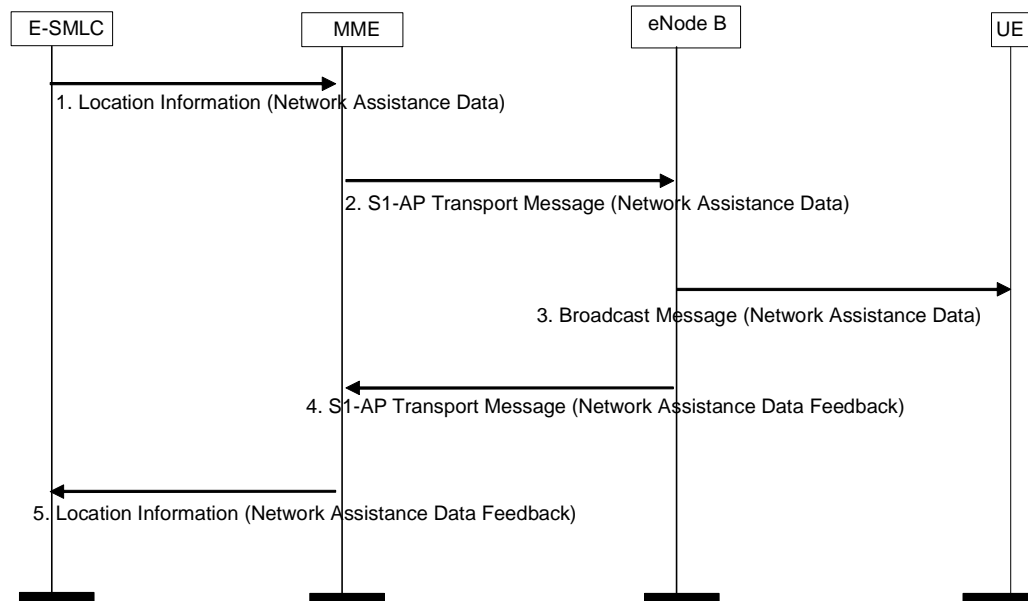 E-SMLC
MME
eNode B
UE
1. Location Information (Network Assistance Data)
2. S1-AP Transport Message (Network Assistance Data)
3. Broadcast Message (Network Assistance Data)
4. S1-AP Transport Message (Network Assistance Data Feedback)
5. Location Information (Network Assistance Data Feedback)